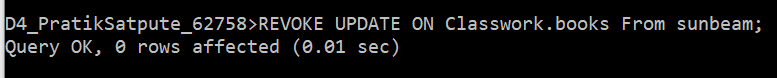 D4_PratikSatpute_62758>REVOKE UPDATE ON Classwork.books From sunbeam;
Query OK, 0 rows affected (0.01 sec)